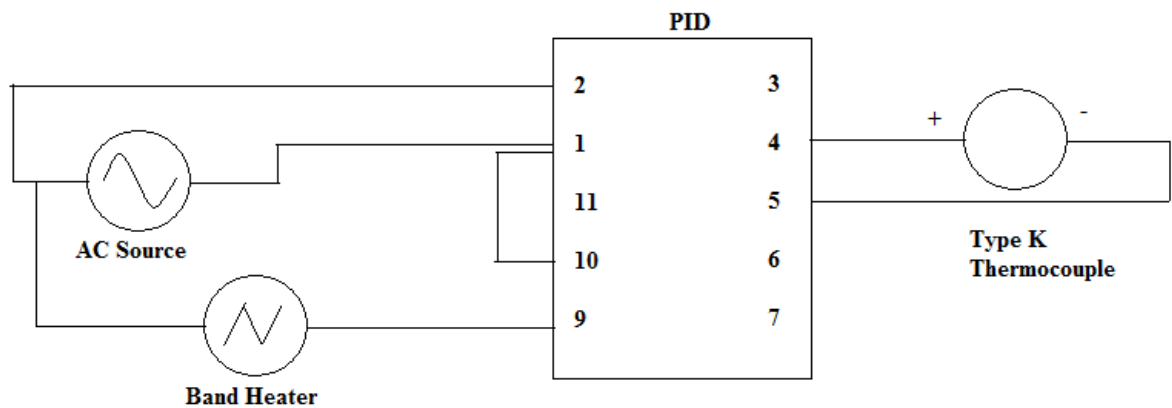 PID
2 3
1 4
11 5
10 6
9 7
+ -
AC Source
Type K
Thermocouple
Band Heater